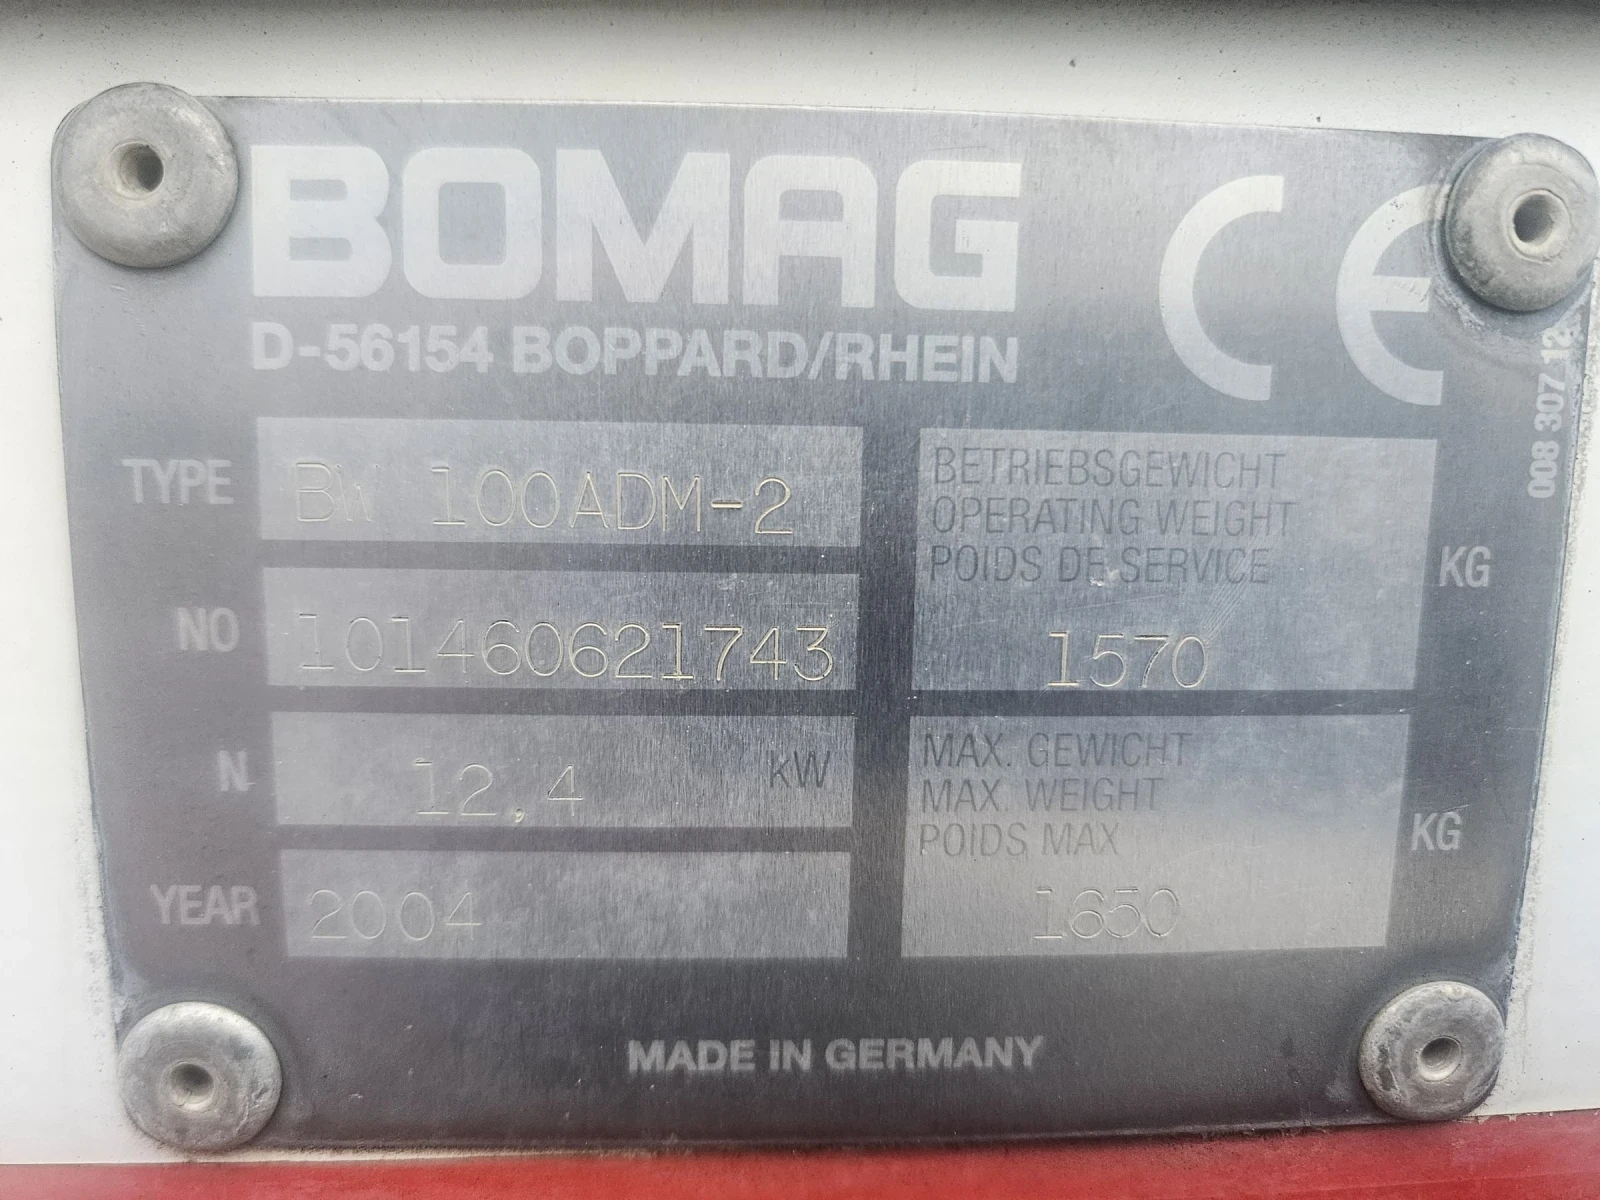 BOMAG
CE
D-56154 BOPPARD/RHEIN
008 307 12
TYPE BW 100ADM-2
NO 101460621743
N 12,4 KW
YEAR 2004
BETRIEBSGEWICHT
OPERATING WEIGHT
POIDS DE SERVICE KG
1570
MAX. GEWICHT
MAX. WEIGHT
POIDS MAX KG
1650
MADE IN GERMANY